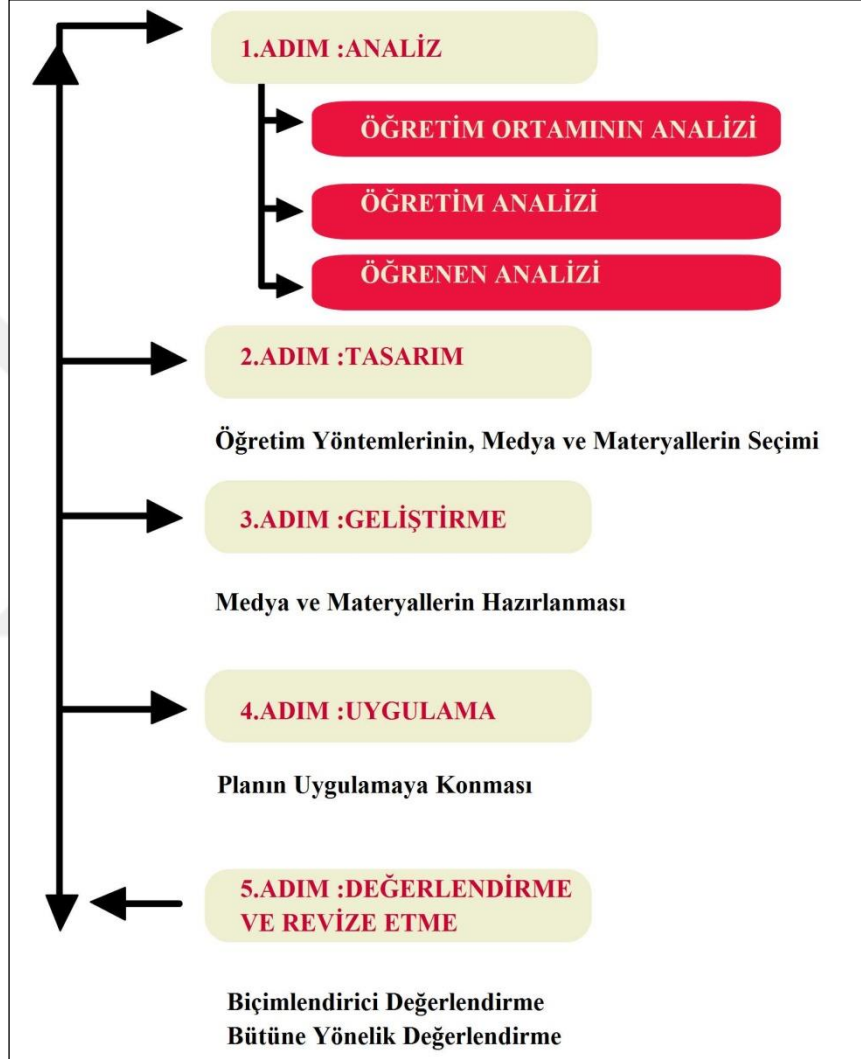 1.ADIM :ANALİZ
ÖĞRETİM ORTAMININ ANALİZİ
ÖĞRETİM ANALİZİ
ÖĞRENEN ANALİZİ
2.ADIM :TASARIM
Öğretim Yöntemlerinin, Medya ve Materyallerin Seçimi
3.ADIM :GELİŞTİRME
Medya ve Materyallerin Hazırlanması
4.ADIM :UYGULAMA
Planın Uygulamaya Konması
5.ADIM :DEĞERLENDİRME
VE REVİZE ETME
Biçimlendirici Değerlendirme
Bütüne Yönelik Değerlendirme